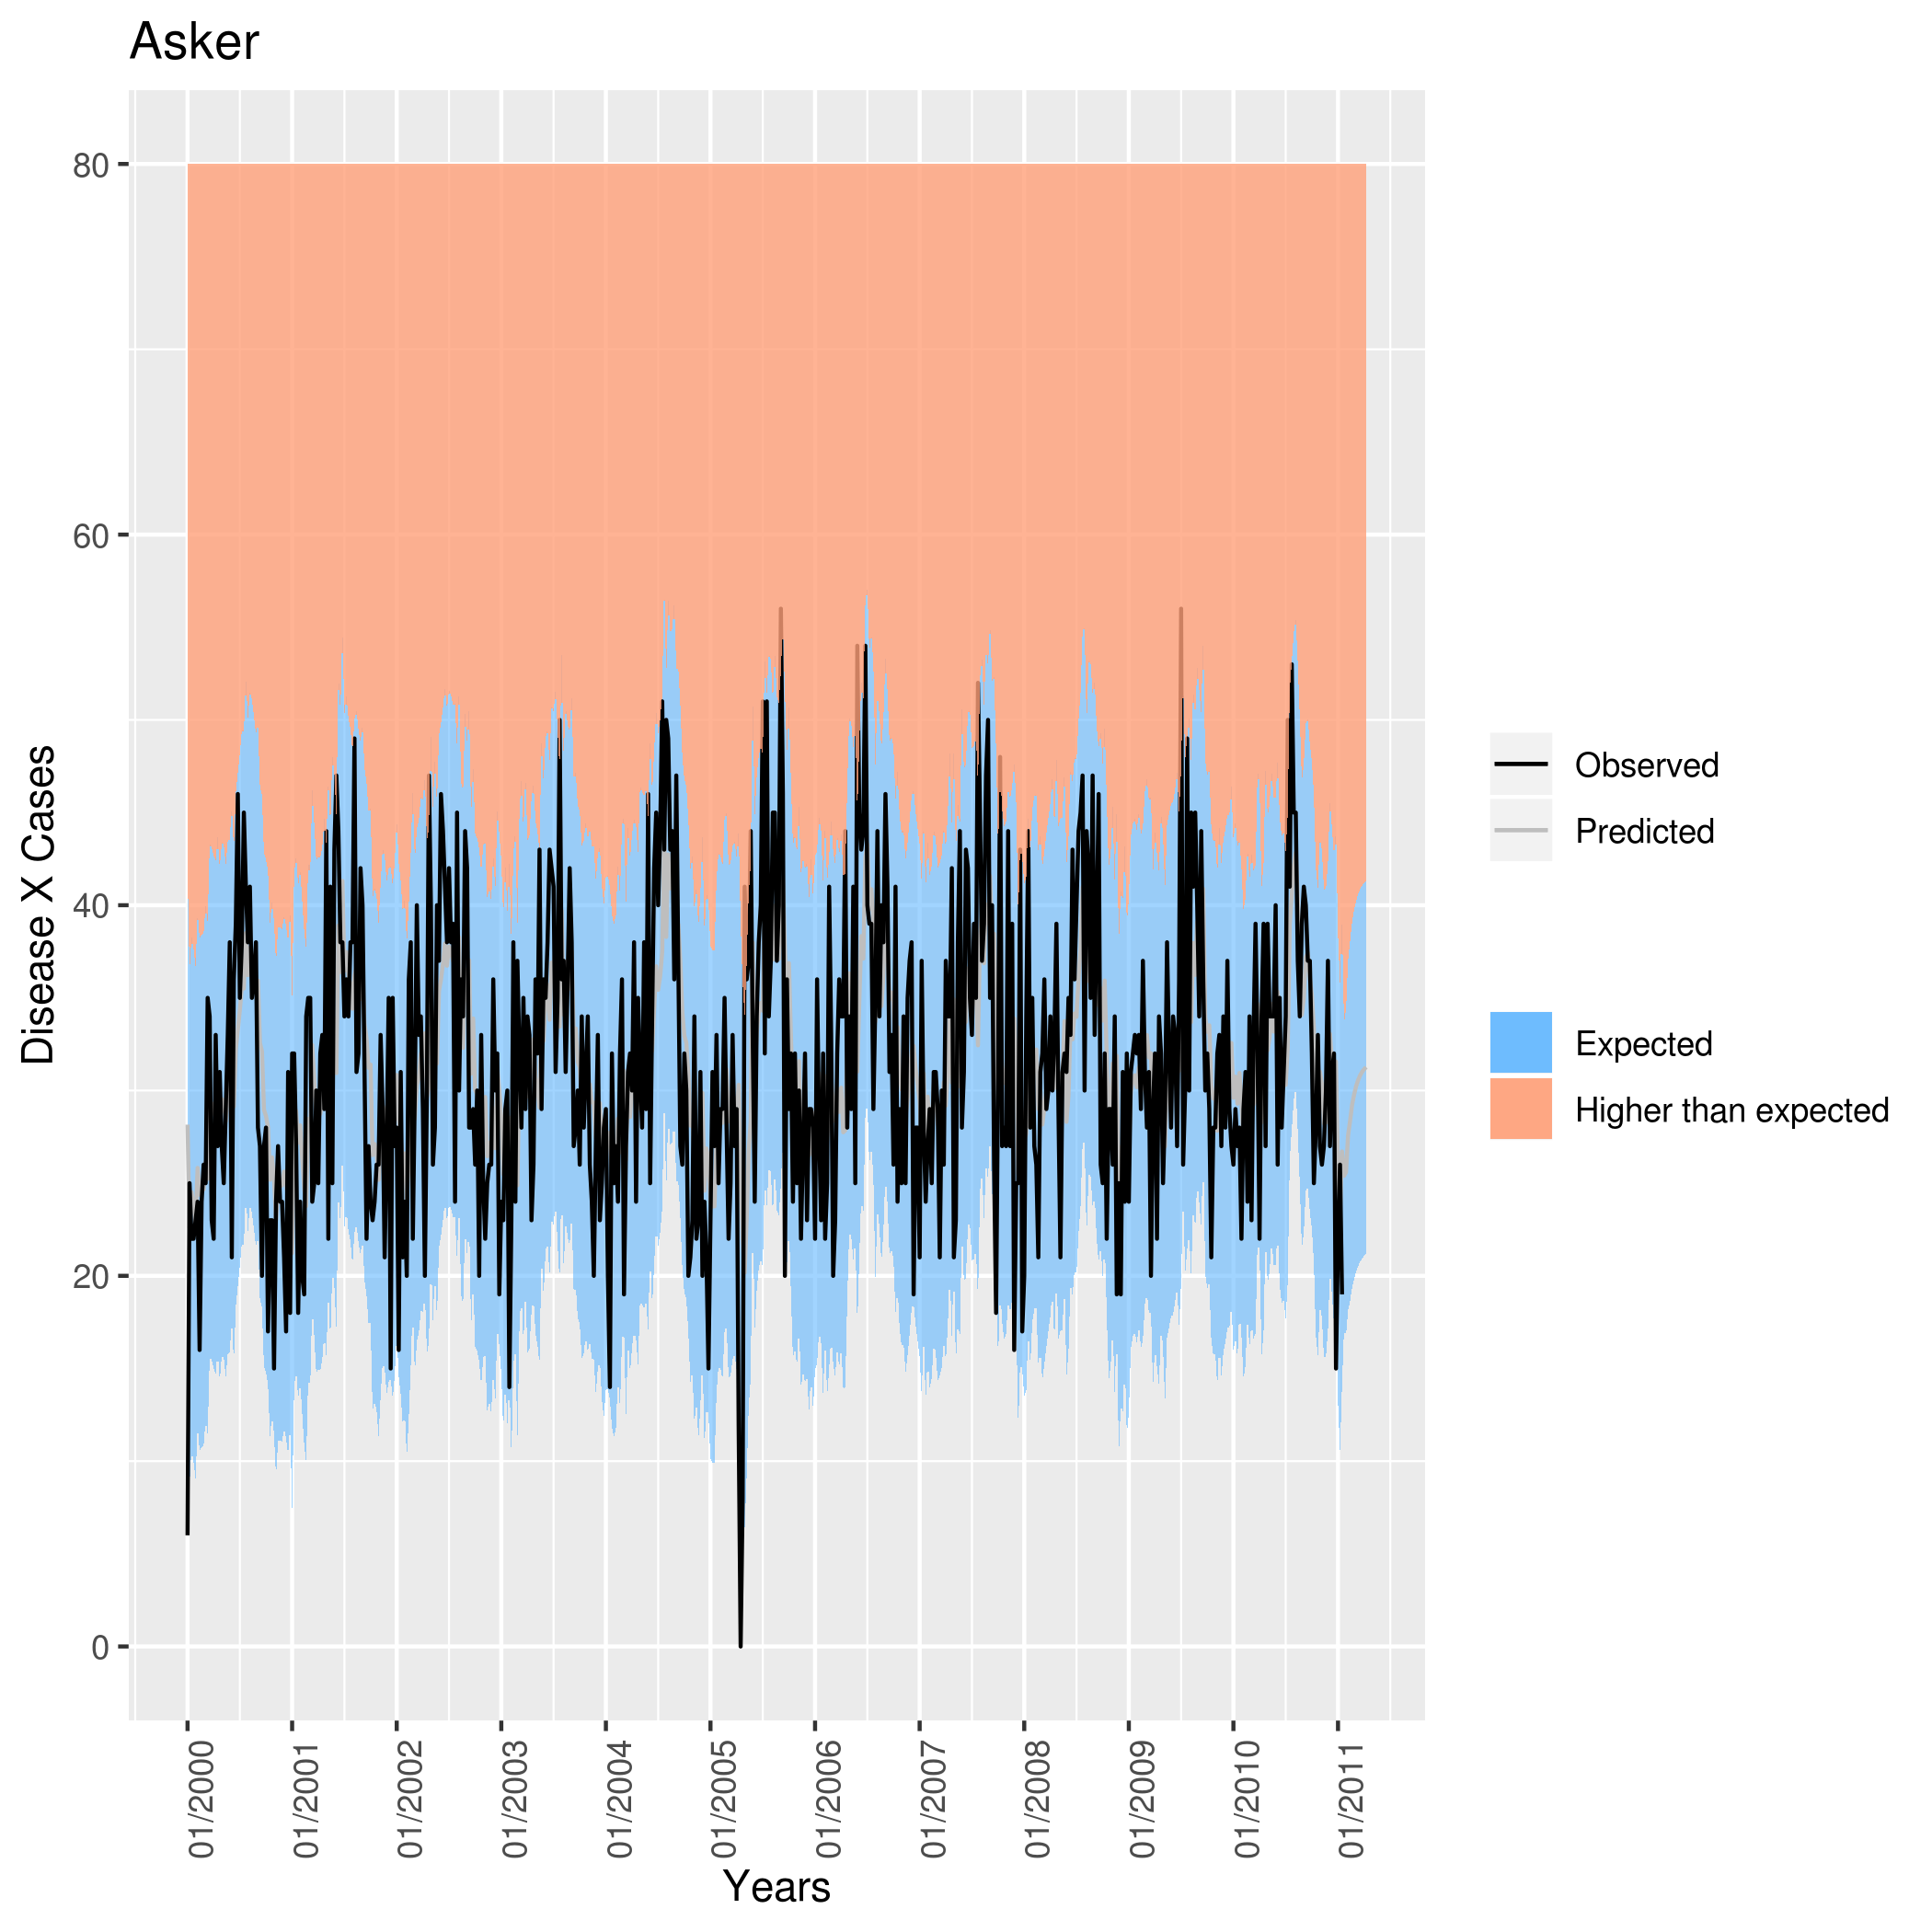 Asker
Disease X Cases
80
60
40
20
0
01/2000
01/2001
01/2002
01/2003
01/2004
01/2005
01/2006
01/2007
01/2008
01/2009
01/2010
01/2011
Years
Observed
Predicted
Expected
Higher than expected